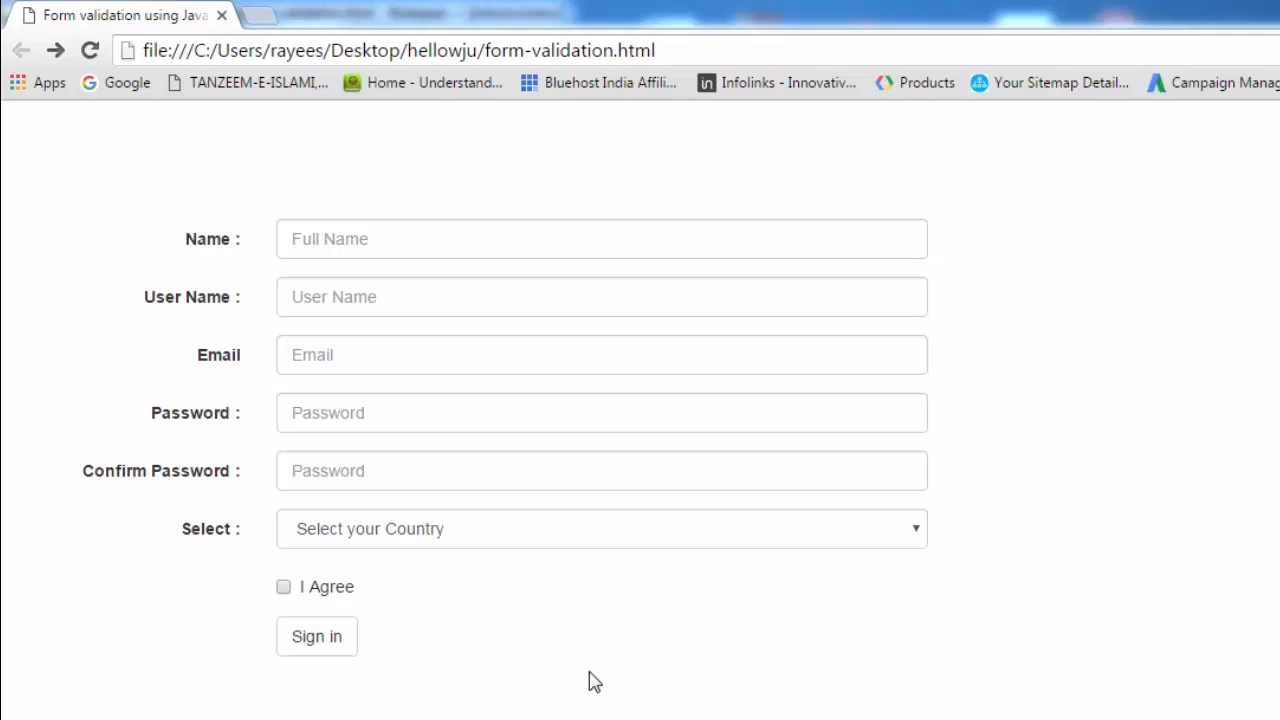 Form validation using Java
file:///C:/Users/rayees/Desktop/hellowju/form-validation.html
Apps Google TANZEEM-E-ISLAMI,... Home - Understand... Bluehost India Affili... in Infolinks - Innovativ... Products Your Sitemap Detail... Campaign Manag
Name : Full Name
User Name : User Name
Email Email
Password : Password
Confirm Password : Password
Select : Select your Country
I Agree
Sign in